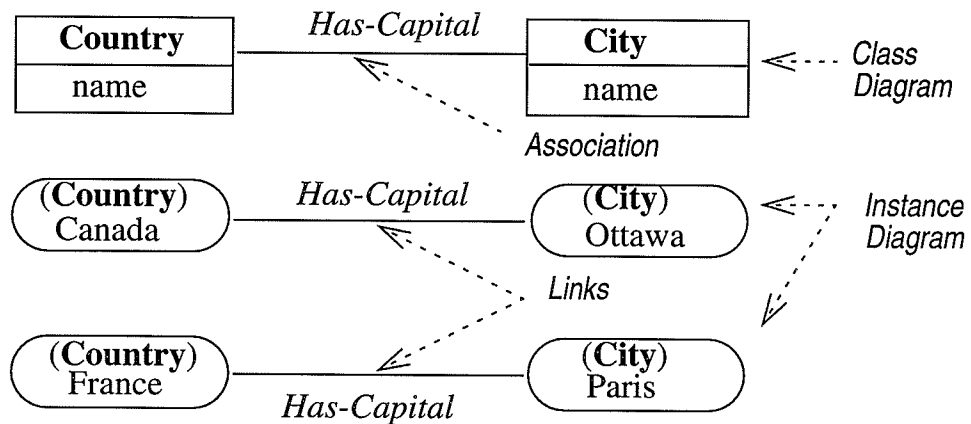 Country
name
Has-Capital
City
name
Class
Diagram
Association
(Country)
Canada
Has-Capital
(City)
Ottawa
Instance
Diagram
Links
(Country)
France
Has-Capital
(City)
Paris